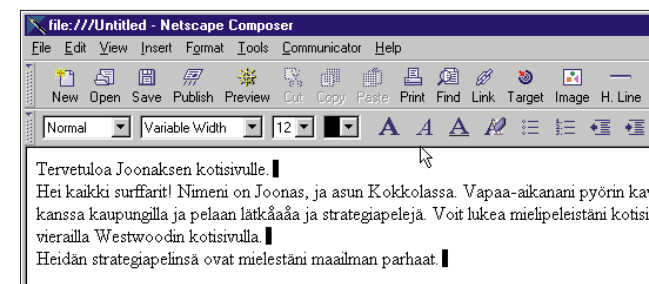 file:///Untitled - Netscape Composer
File Edit View Insert Format Tools Communicator Help
New Open Save Publish Preview Cut Copy Paste Print Find Link Target Image H. Line
Normal Variable Width 12 A A A
Tervetuloa Joonaksen kotisivulle.
Hei kaikki surffarit! Nimeni on Joonas, ja asun Kokkolassa. Vapaa-aikanani pyörin kav
kanssa kaupungilla ja pelaan lätkåaåa ja strategiapelejä. Voit lukea mielipeleistäni kotisi
vierailla Westwoodin kotisivulla.
Heidän strategiapelinsä ovat mielestäni maailman parhaat.